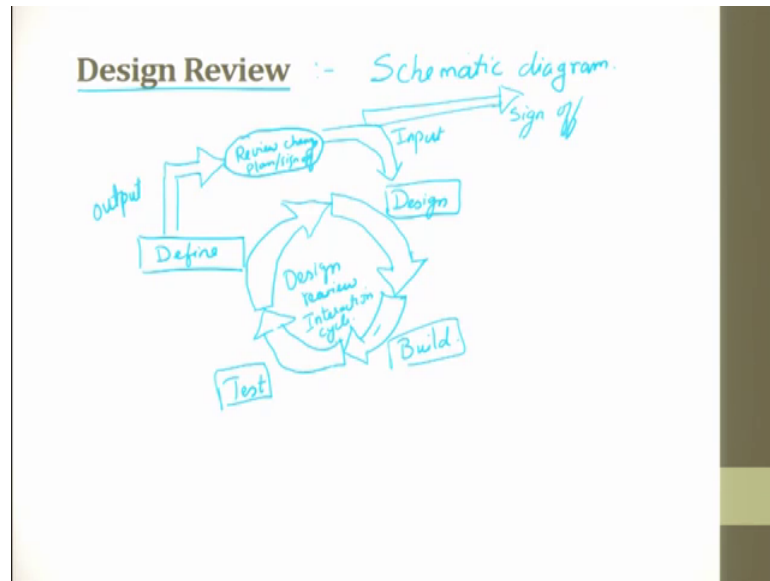 Design Review :- Schematic diagram.
Sign of
Input
Review change
plan/sign off
output
Design
Define
Design
review
Interaction
cycle.
Build.
Test